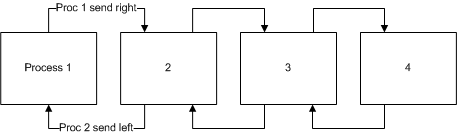 Proc 1 send right
Process 1
2
3
4
Proc 2 send left